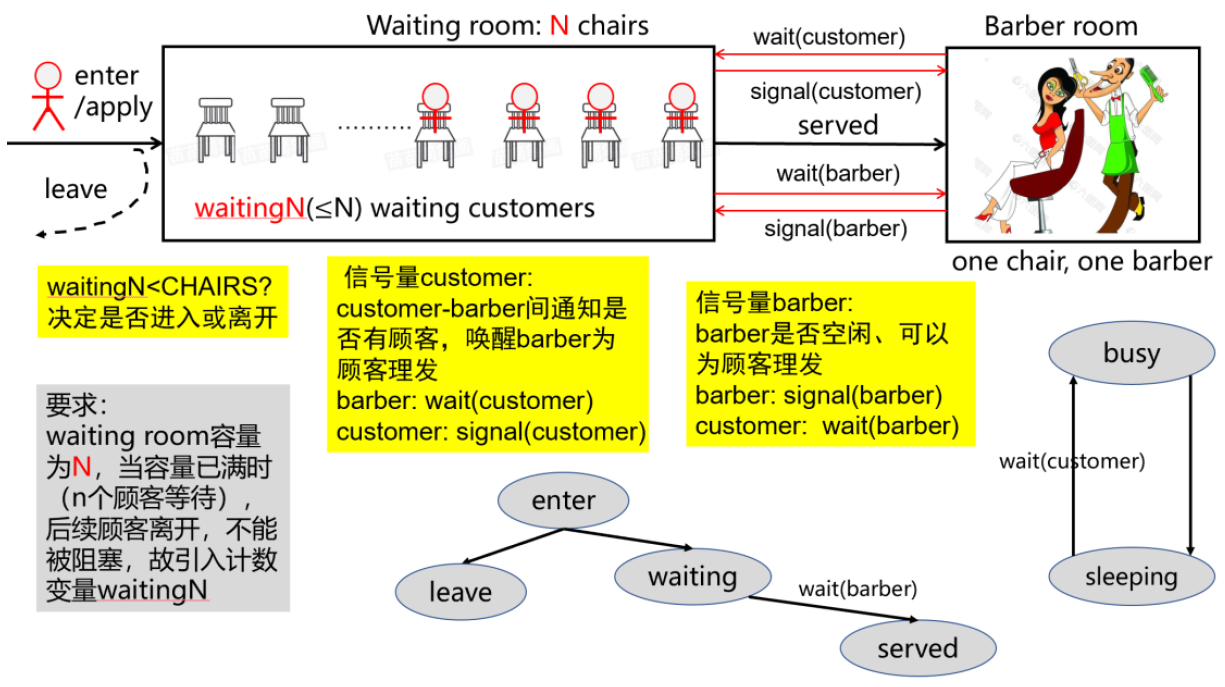 Waiting room: N chairs
Barber room
wait(customer)
signal(customer)
served
wait(barber)
signal(barber)
enter
/apply
leave
waitingN(≤N) waiting customers
one chair, one barber
waitingN<CHAIRS?
决定是否进入或离开
信号量customer:
customer-barber间通知是
否有顾客，唤醒barber为
顾客理发
barber: wait(customer)
customer: signal(customer)
信号量barber:
barber是否空闲、可以
为顾客理发
barber: signal(barber)
customer: wait(barber)
要求：
waiting room容量
为N，当容量已满时
（n个顾客等待），
后续顾客离开，不能
被阻塞，故引入计数
变量waitingN
enter
leave
waiting
wait(barber)
served
busy
wait(customer)
sleeping